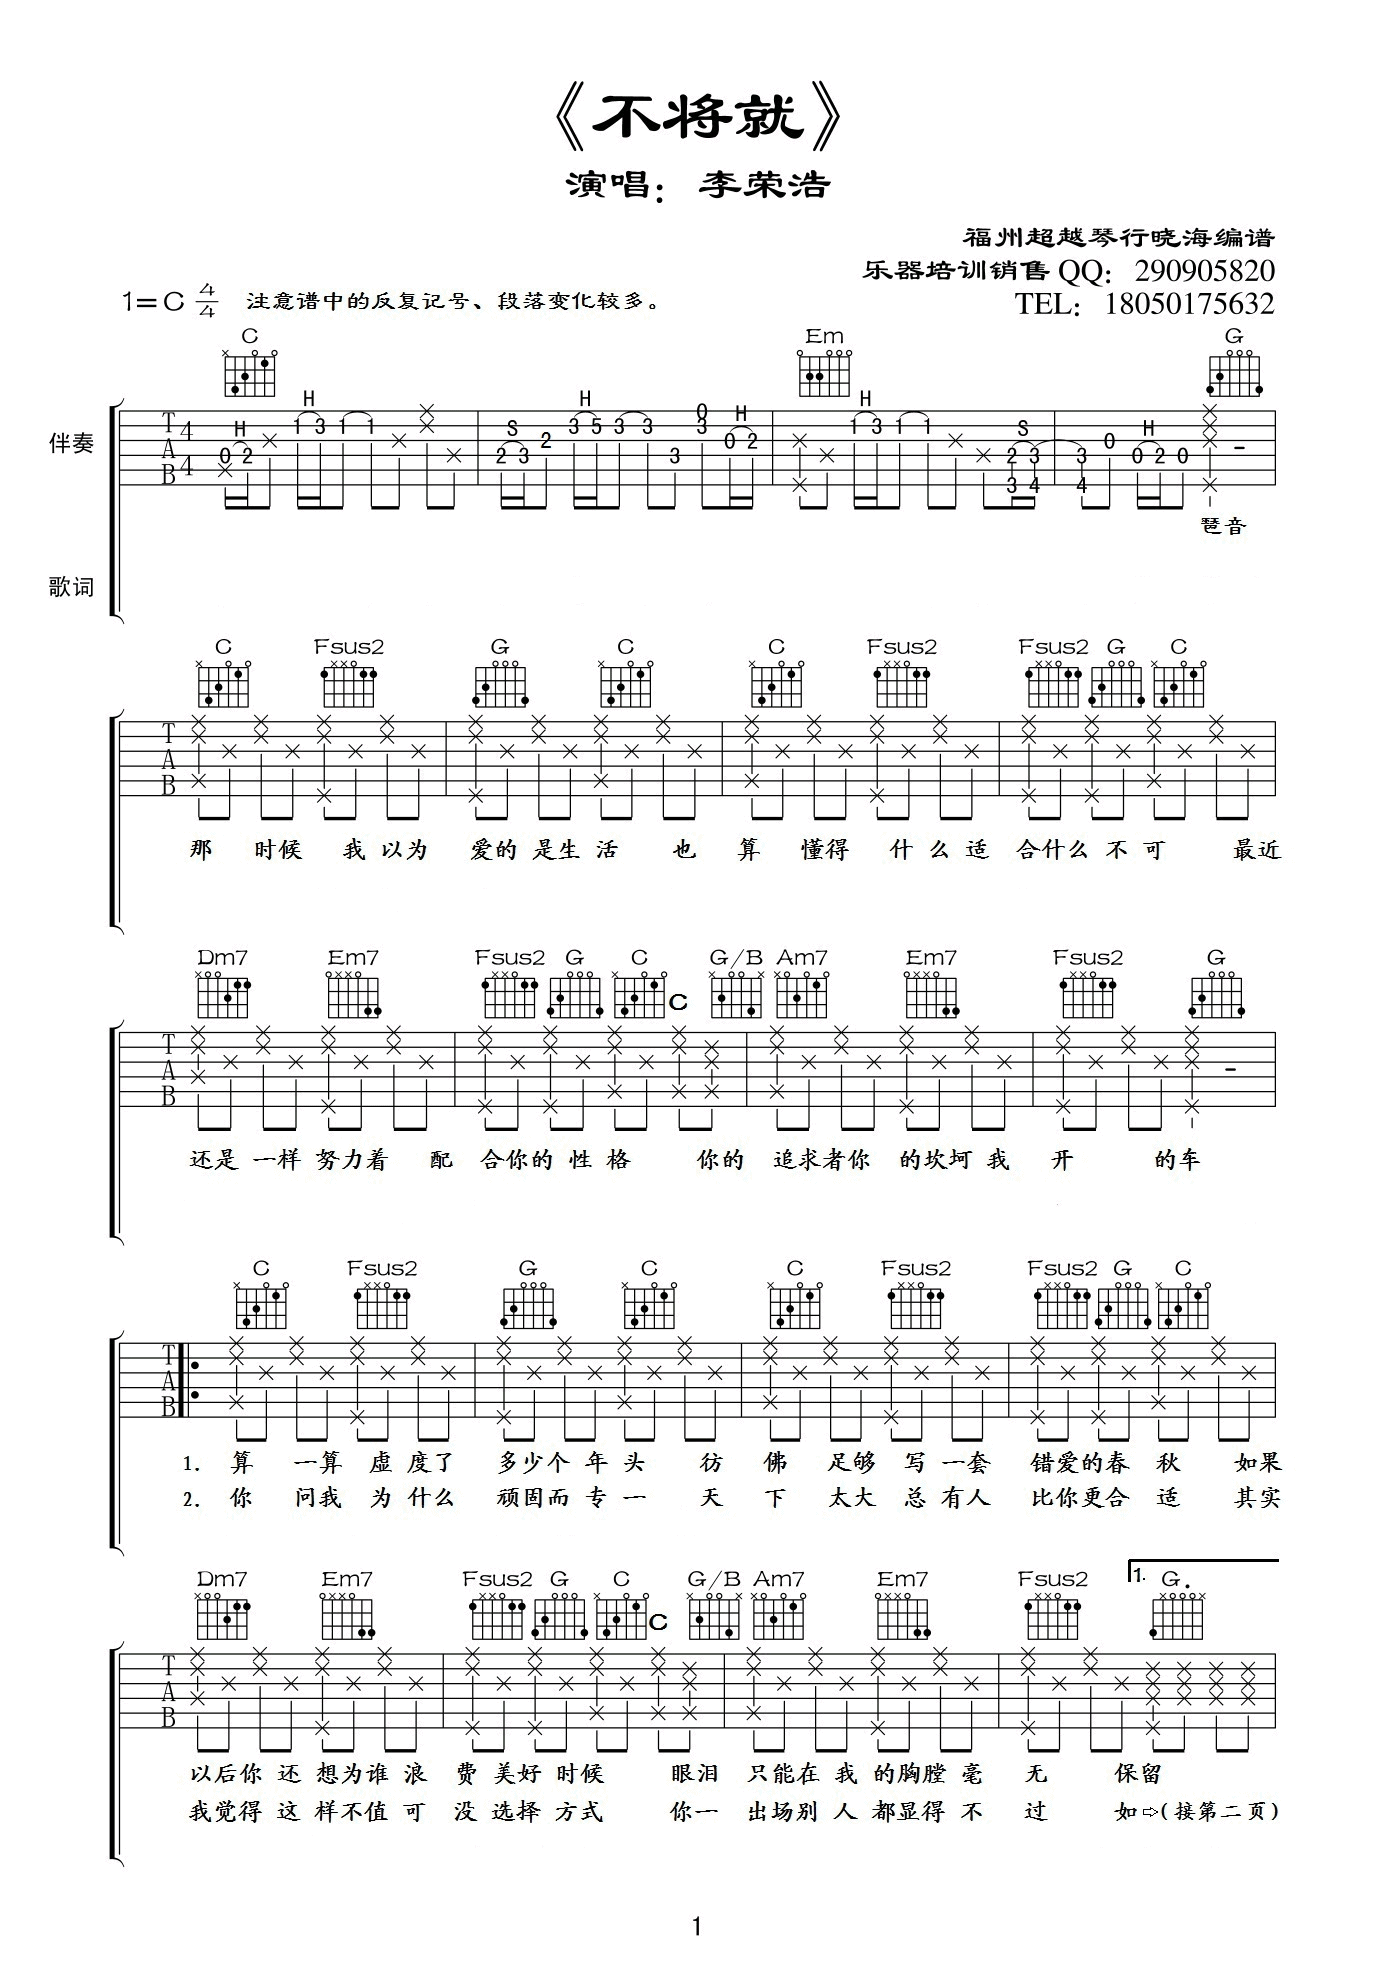 《不将就》
演唱： 李荣浩
福州超越琴行晓海编谱
乐器培训销售 QQ：290905820
1=C 4/4 注意谱中的反复记号、段落变化较多。
TEL：18050175632
C Em G
H H S H H H S H
伴奏 T A B 4 4
0 2 1 3 1 1 2 3 2 3 5 3 3 3 0 3 0 2 1 3 1 1 2 3 3 4 3 4 0 0 2 0 -
琶音
歌词
C Fsus2 G C C Fsus2 Fsus2 G C
T A B
那 时候 我 以为 爱的 是生 活 也 算 懂得 什么 适 合什么 不 可 最近
Dm7 Em7 Fsus2 G C C G/B Am7 Em7 Fsus2 G
T A B -
还是 一样 努力着 配 合你的 性 格 你的 追求者你 的坎坷 我 开 的车
C Fsus2 G C C Fsus2 Fsus2 G C
T A B
1. 算 一算 虚 度了 多少个 年 头 彷 佛 足够 写 一套 错爱的春 秋 如果
2. 你 问我 为 什么 顽固而 专 一 天 下 太大 总 有人 比你更合 适 其实
1.
Dm7 Em7 Fsus2 G C C G/B Am7 Em7 Fsus2 G.
T A B
以后你 还 想为谁 浪 费 美好 时候 眼泪 只能在 我 的胸膛 毫 无 保留
我觉得 这 样不值 可 没 选择 方式 你一 出场别 人 都显得 不 过 如⇨(接第二页)
1